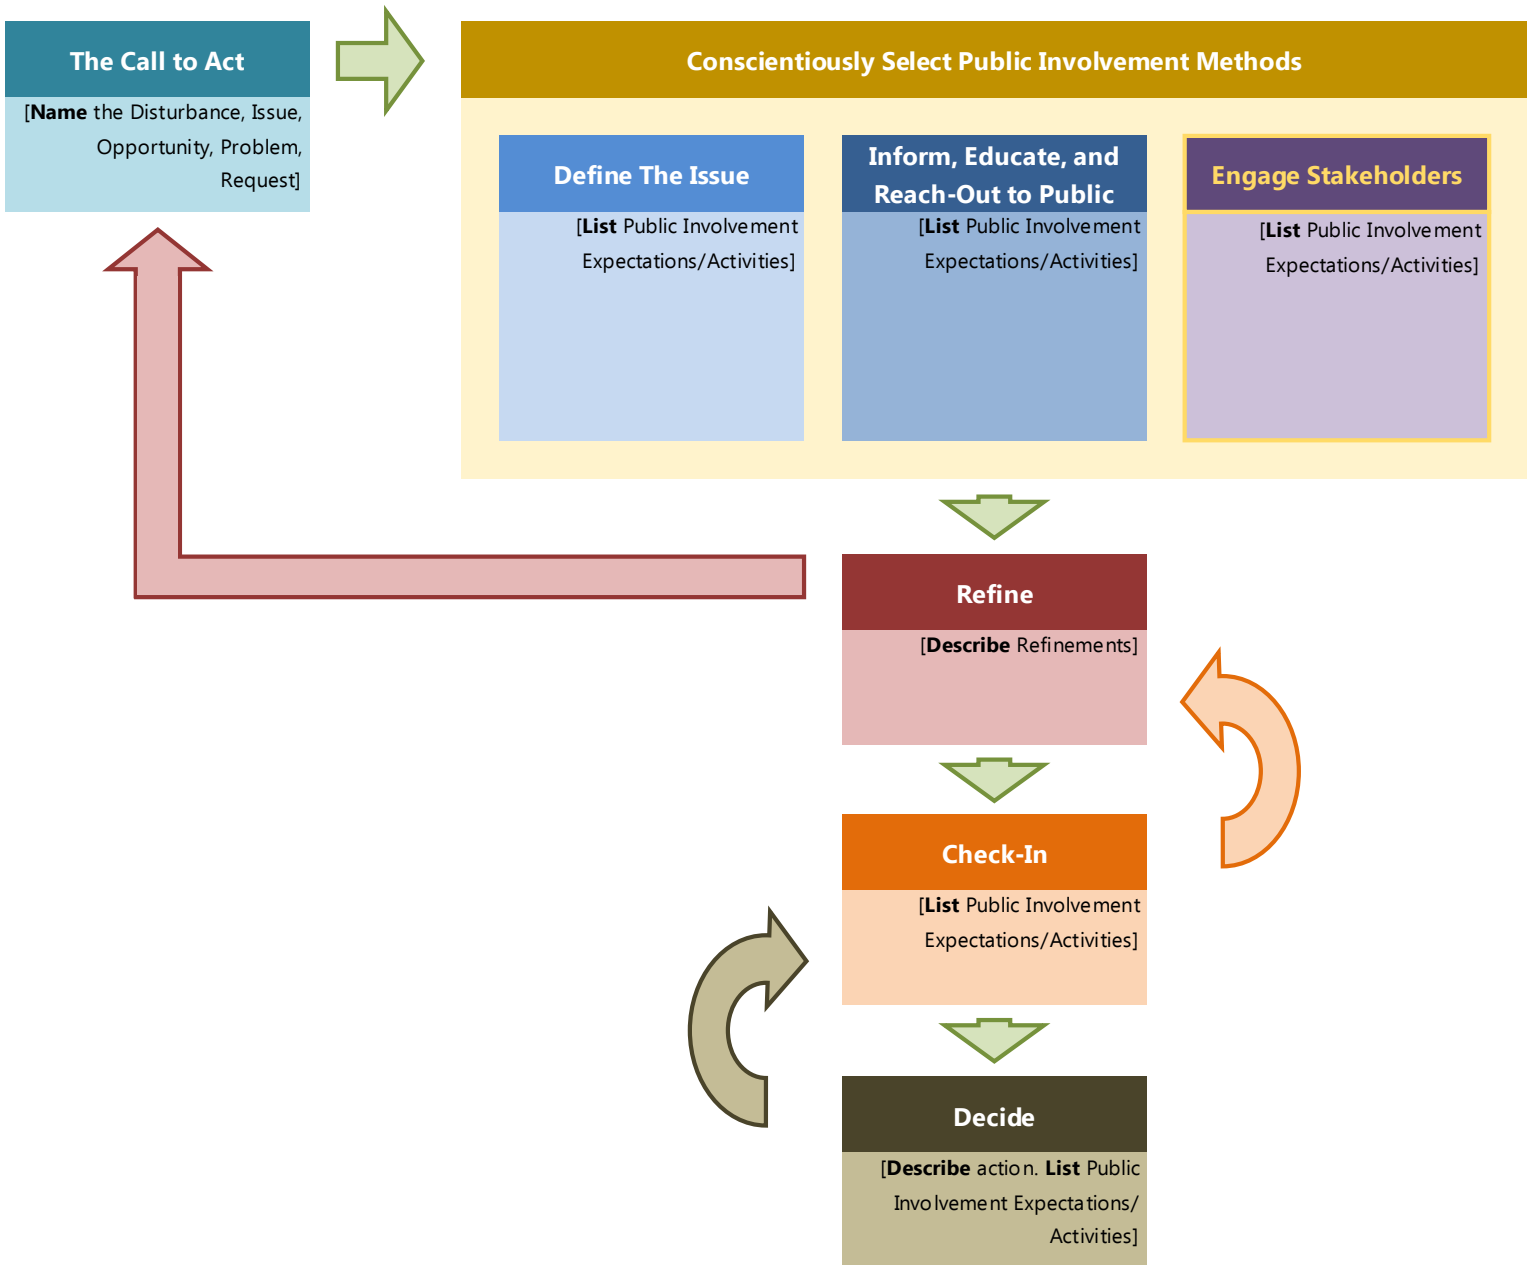 The Call to Act
[Name the Disturbance, Issue,
Opportunity, Problem,
Request]
Conscientiously Select Public Involvement Methods
Define The Issue
[List Public Involvement
Expectations/Activities]
Inform, Educate, and
Reach-Out to Public
[List Public Involvement
Expectations/Activities]
Engage Stakeholders
[List Public Involvement
Expectations/Activities]
Refine
[Describe Refinements]
Check-In
[List Public Involvement
Expectations/Activities]
Decide
[Describe action. List Public
Involvement Expectations/
Activities]